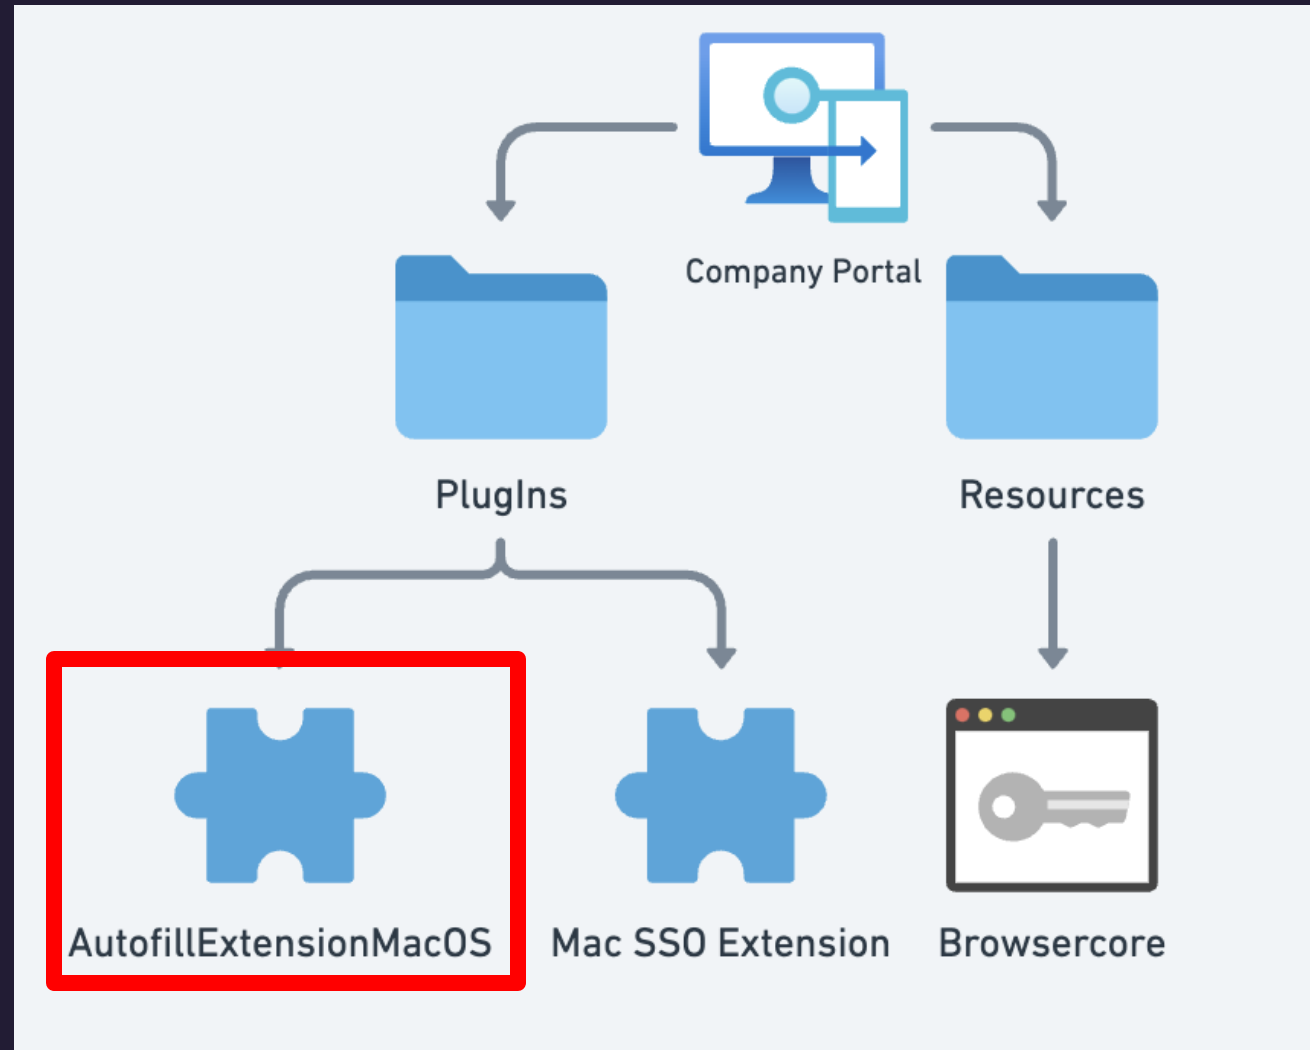 Company Portal
PlugIns
Resources
AutofillExtensionMacOS
Mac SSO Extension
Browsercore